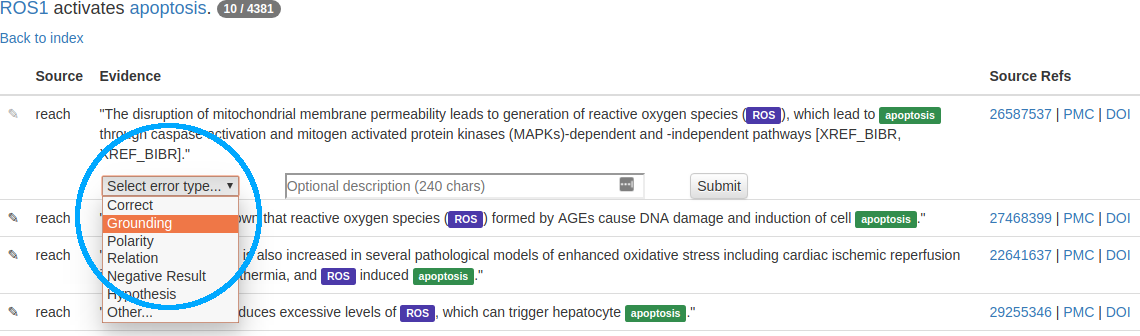 ROS1 activates apoptosis. 10 / 4381
Back to index
Source Evidence Source Refs
reach "The disruption of mitochondrial membrane permeability leads to generation of reactive oxygen species (ROS), which lead to apoptosis 26587537 | PMC | DOI
through caspase activation and mitogen activated protein kinases (MAPKs)-dependent and -independent pathways [XREF_BIBR,
XREF_BIBR]."
Select error type... Optional description (240 chars) Submit
Correct
Grounding
reach "own that reactive oxygen species (ROS) formed by AGEs cause DNA damage and induction of cell apoptosis." 27468399 | PMC | DOI
Polarity
Relation
reach " is also increased in several pathological models of enhanced oxidative stress including cardiac ischemic reperfusion 22641637 | PMC | DOI
Negative Result
thermia, and ROS induced apoptosis."
Hypothesis
Other...
reach "duces excessive levels of ROS, which can trigger hepatocyte apoptosis." 29255346 | PMC | DOI